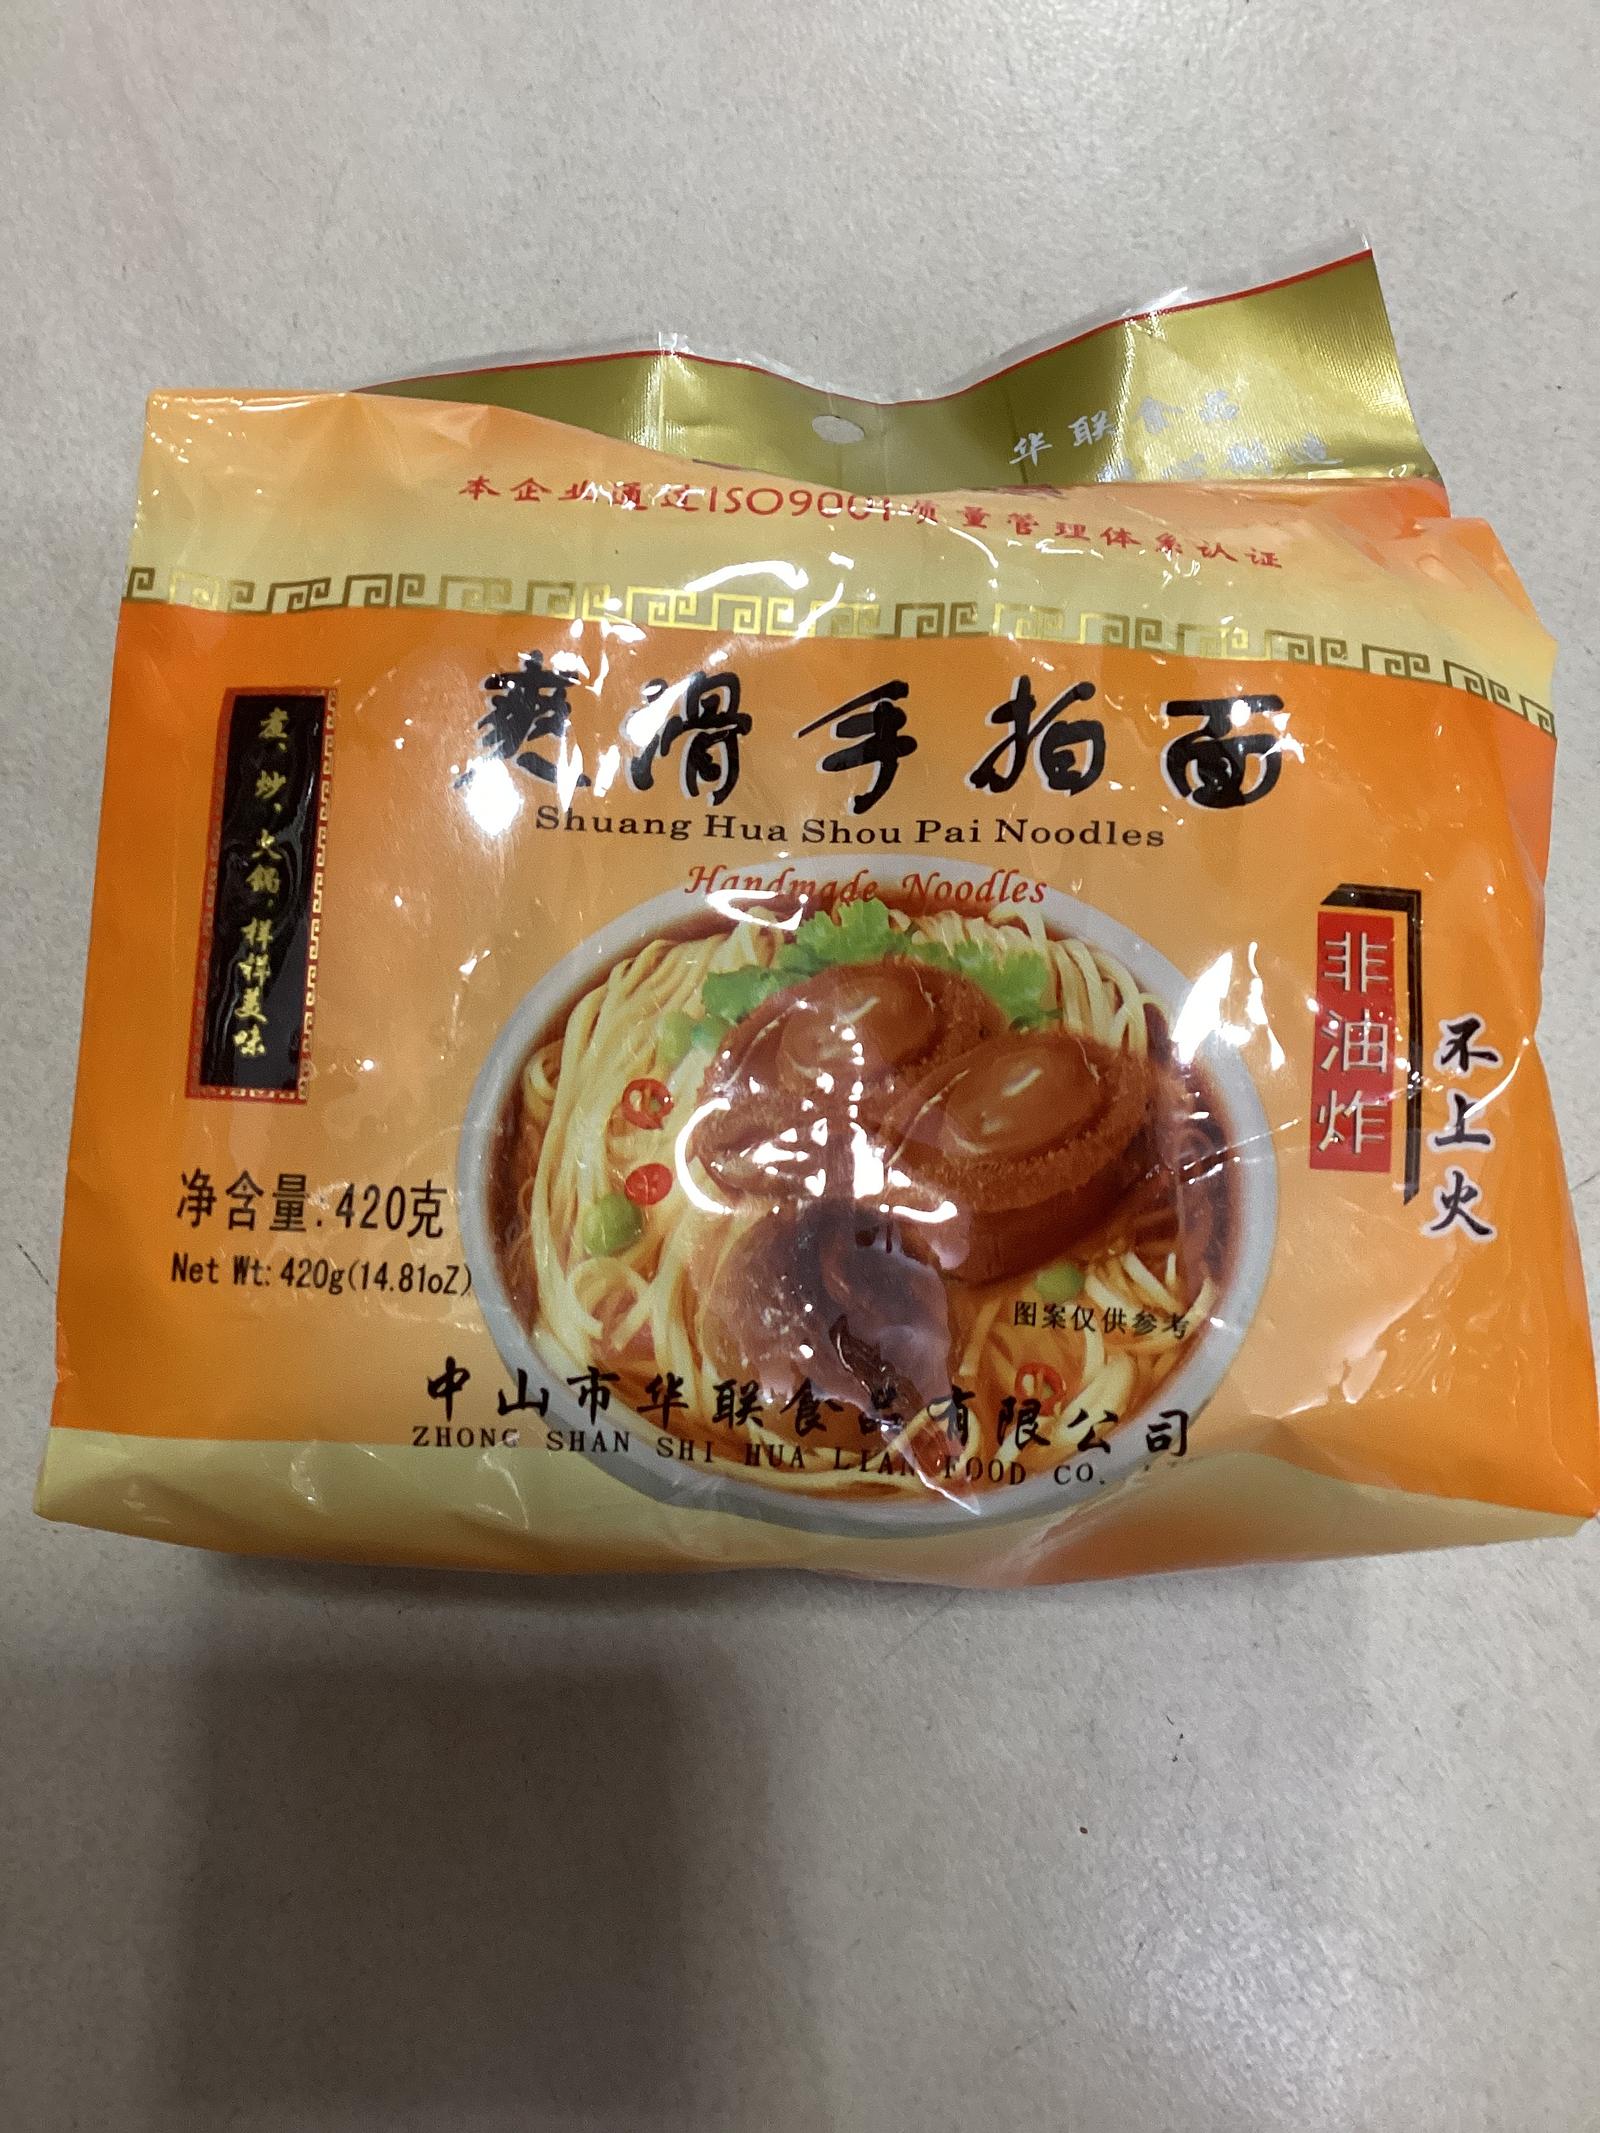 华联食品
本企业通过ISO9001质量管理体系认证
爽滑手拍面
Shuang Hua Shou Pai Noodles
Handmade Noodles
煮、炒、火锅，样样美味
非油炸
不上火
净含量:420克
Net Wt: 420g(14.81oZ)
图案仅供参考
中山市华联食品有限公司
ZHONG SHAN SHI HUA LIAN FOOD CO.